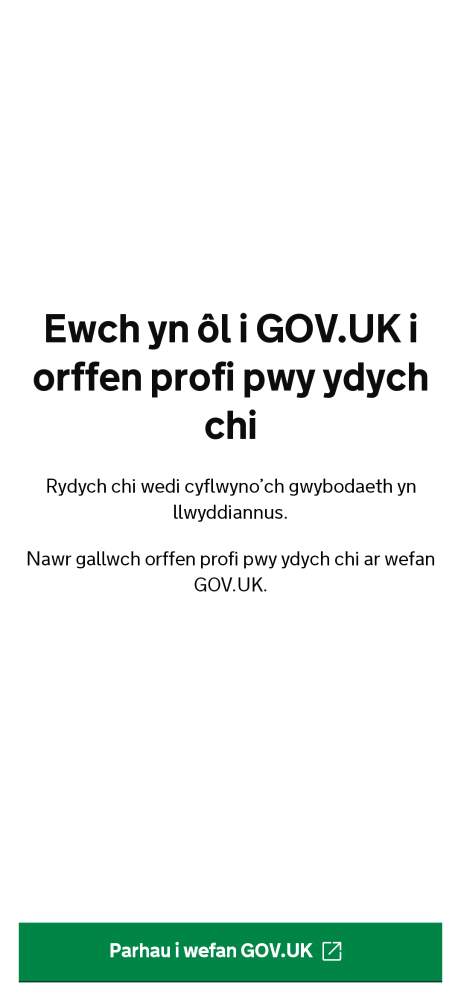 Ewch yn ôl i GOV.UK i
orffen profi pwy ydych
chi
Rydych chi wedi cyflwyno’ch gwybodaeth yn
llwyddiannus.
Nawr gallwch orffen profi pwy ydych chi ar wefan
GOV.UK.
Parhau i wefan GOV.UK